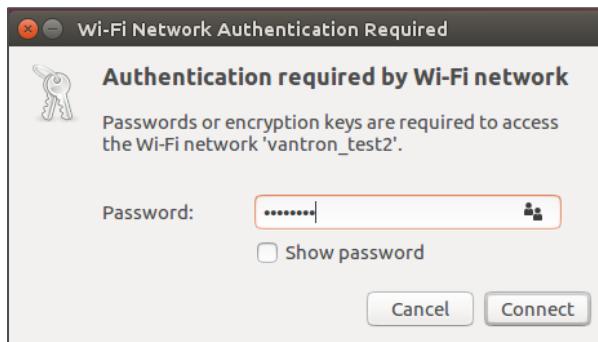 Wi-Fi Network Authentication Required
Authentication required by Wi-Fi network
Passwords or encryption keys are required to access
the Wi-Fi network 'vantron_test2'.
Password: ••••••••
Show password
Cancel Connect